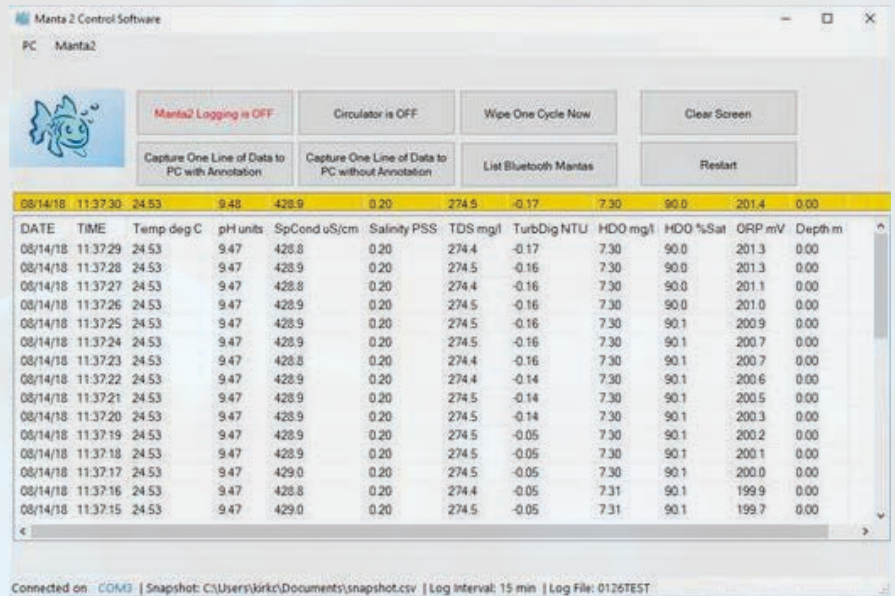 Manta 2 Control Software
PC Manta2
Manta2 Logging is OFF Circulator is OFF Wipe One Cycle Now Clear Screen
Capture One Line of Data to PC with Annotation Capture One Line of Data to PC without Annotation List Bluetooth Mantas Restart
08/14/18 11:37:30 24.53 9.48 428.9 0.20 274.5 -0.17 7.30 90.0 201.4 0.00
DATE TIME Temp deg C pH units SpCond uS/cm Salinity PSS TDS mg/l TurbDig NTU HDO mg/l HDO %Sat ORP mV Depth m
08/14/18 11:37:29 24.53 9.47 428.8 0.20 274.4 -0.17 7.30 90.0 201.3 0.00
08/14/18 11:37:28 24.53 9.47 428.9 0.20 274.5 -0.16 7.30 90.0 201.3 0.00
08/14/18 11:37:27 24.53 9.47 428.8 0.20 274.4 -0.16 7.30 90.0 201.1 0.00
08/14/18 11:37:26 24.53 9.47 428.9 0.20 274.5 -0.16 7.30 90.0 201.0 0.00
08/14/18 11:37:25 24.53 9.47 428.9 0.20 274.5 -0.16 7.30 90.1 200.9 0.00
08/14/18 11:37:24 24.53 9.47 428.9 0.20 274.5 -0.16 7.30 90.1 200.7 0.00
08/14/18 11:37:23 24.53 9.47 428.8 0.20 274.4 -0.16 7.30 90.1 200.7 0.00
08/14/18 11:37:22 24.53 9.47 428.9 0.20 274.4 -0.14 7.30 90.1 200.6 0.00
08/14/18 11:37:21 24.53 9.47 428.9 0.20 274.5 -0.14 7.30 90.1 200.5 0.00
08/14/18 11:37:20 24.53 9.47 428.9 0.20 274.5 -0.14 7.30 90.1 200.3 0.00
08/14/18 11:37:19 24.53 9.47 428.9 0.20 274.5 -0.05 7.30 90.1 200.2 0.00
08/14/18 11:37:18 24.53 9.47 428.9 0.20 274.5 -0.05 7.30 90.1 200.1 0.00
08/14/18 11:37:17 24.53 9.47 429.0 0.20 274.5 -0.05 7.30 90.1 200.0 0.00
08/14/18 11:37:16 24.53 9.47 428.8 0.20 274.4 -0.05 7.31 90.1 199.9 0.00
08/14/18 11:37:15 24.53 9.47 429.0 0.20 274.5 -0.05 7.31 90.1 199.7 0.00
Connected on COM3 | Snapshot: C:\Users\kirkc\Documents\snapshot.csv | Log Interval: 15 min | Log File: 0126TEST